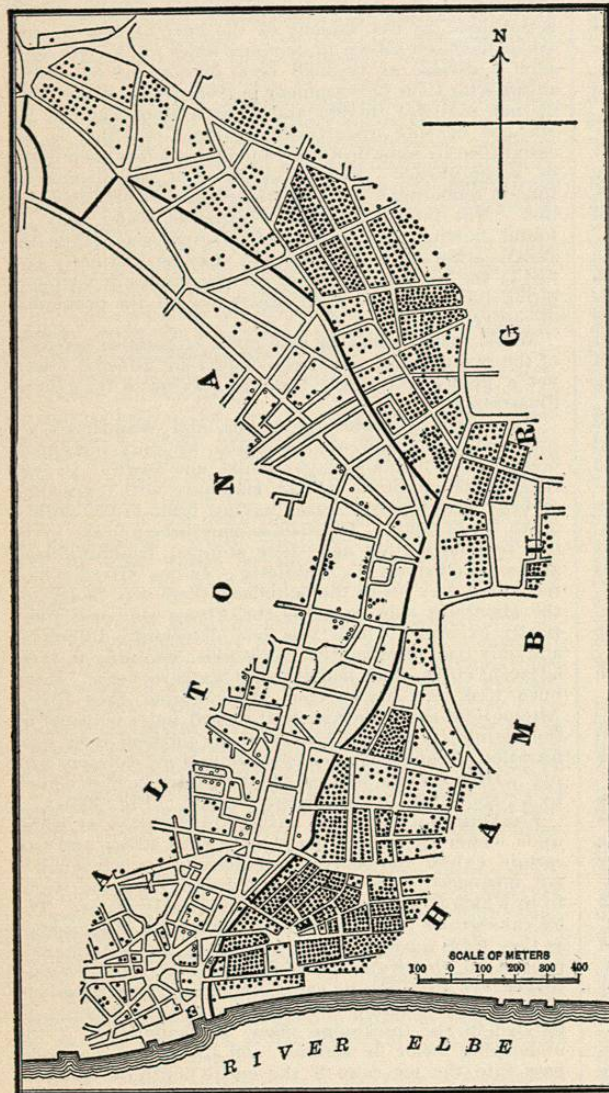 N
ALTONA
HAMBURG
SCALE OF METERS
100 0 100 200 300 400
RIVER ELBE